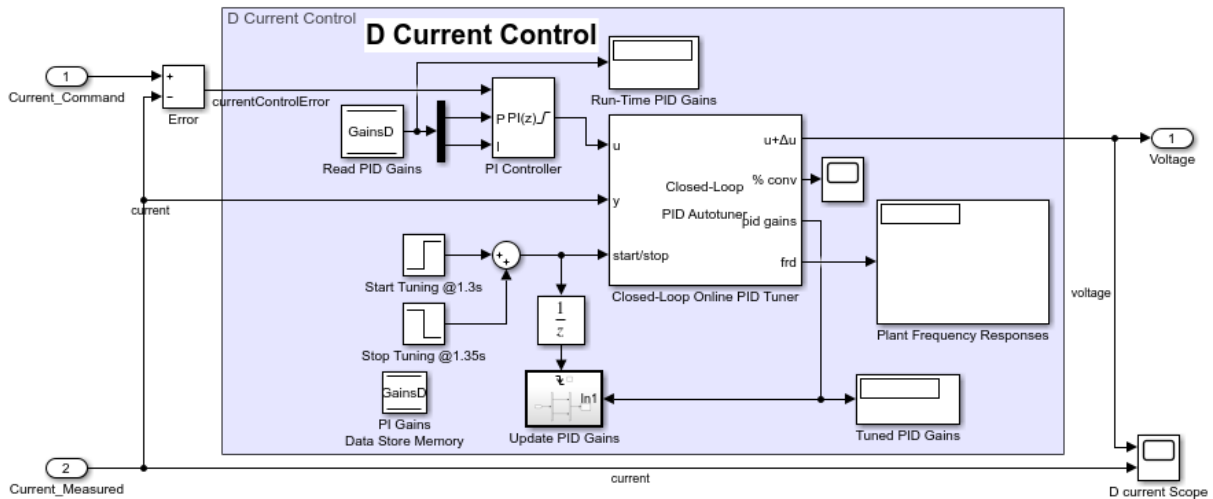 D Current Control
D Current Control
1
Current_Command
+
−
Error
currentControlError
Run-Time PID Gains
GainsD
Read PID Gains
P
I
PI(z)
PI Controller
u
y
start/stop
Closed-Loop
PID Autotuner
u+Δu
% conv
pid gains
frd
Closed-Loop Online PID Tuner
1
Voltage
current
Start Tuning @1.3s
+
+
Stop Tuning @1.35s
1
z
Plant Frequency Responses
voltage
GainsD
PI Gains
Data Store Memory
In1
Update PID Gains
Tuned PID Gains
2
Current_Measured
current
D current Scope